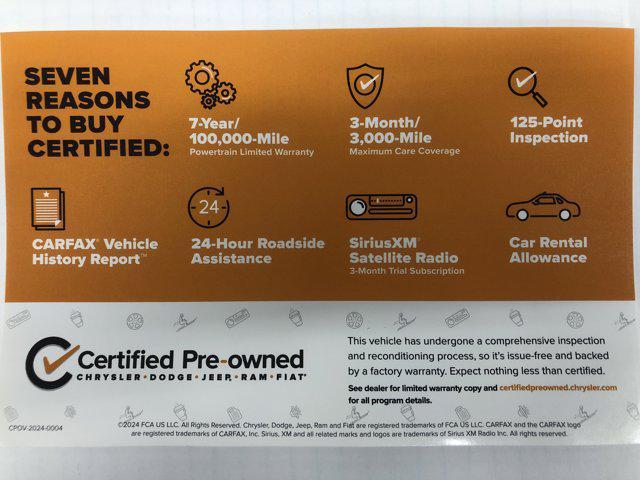 SEVEN
REASONS
TO BUY
CERTIFIED:
7-Year/
100,000-Mile
Powertrain Limited Warranty
3-Month/
3,000-Mile
Maximum Care Coverage
125-Point
Inspection
CARFAX® Vehicle
History Report™
24
24-Hour Roadside
Assistance
SiriusXM®
Satellite Radio
3-Month Trial Subscription
Car Rental
Allowance
Certified Pre-owned
CHRYSLER • DODGE • JEEP® • RAM • FIAT®
This vehicle has undergone a comprehensive inspection
and reconditioning process, so it's issue-free and backed
by a factory warranty. Expect nothing less than certified.
See dealer for limited warranty copy and certifiedpreowned.chrysler.com
for all program details.
CPOV-2024-0004
©2024 FCA US LLC. All Rights Reserved. Chrysler, Dodge, Jeep, Ram and Fiat are registered trademarks of FCA US LLC. CARFAX and the CARFAX logo
are registered trademarks of CARFAX, Inc. Sirius, XM and all related marks and logos are trademarks of Sirius XM Radio Inc. All rights reserved.